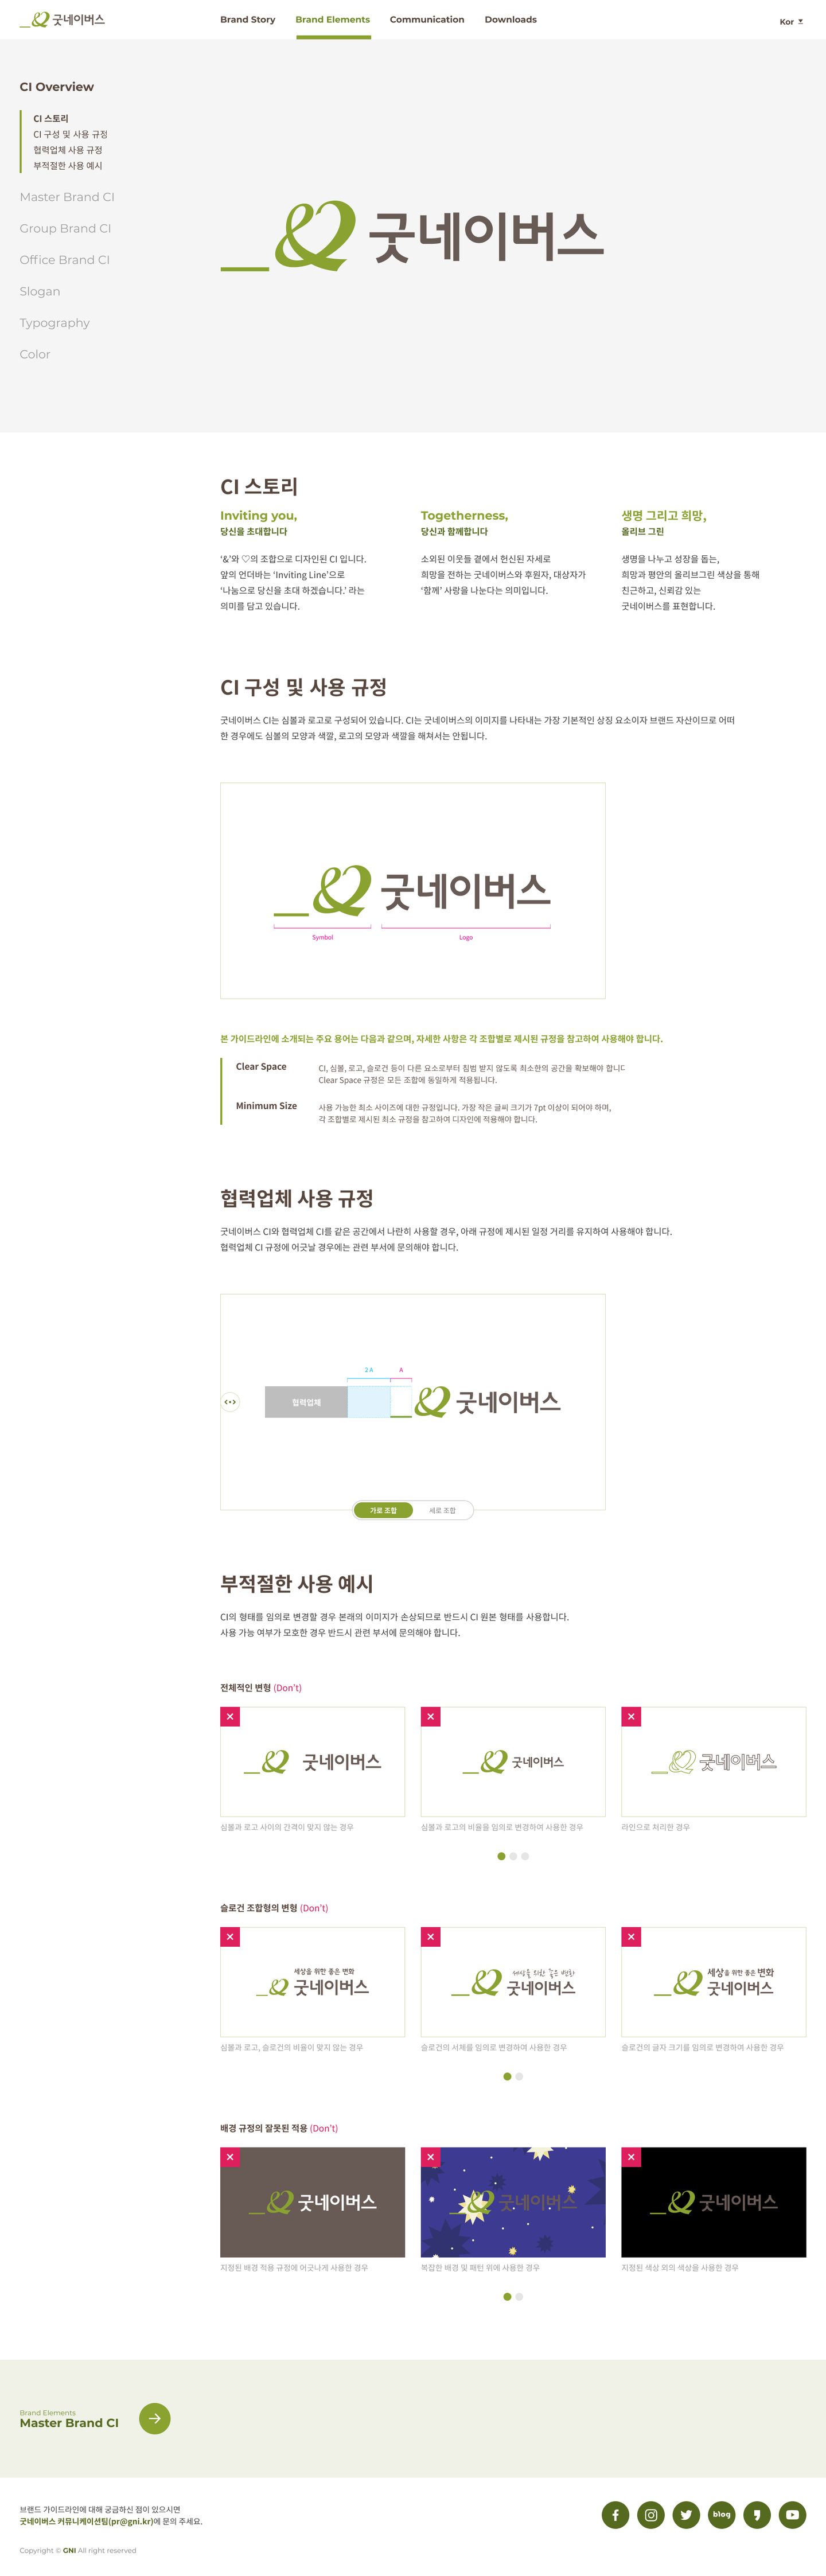 굿네이버스
Brand Story
Brand Elements
Communication
Downloads
Kor
CI Overview
CI 스토리
CI 구성 및 사용 규정
협력업체 사용 규정
부적절한 사용 예시
Master Brand CI
Group Brand CI
Office Brand CI
Slogan
Typography
Color
굿네이버스
CI 스토리
Inviting you,
당신을 초대합니다
‘&’와 ♡의 조합으로 디자인된 CI 입니다.
앞의 언더바는 ‘Inviting Line’으로
‘나눔으로 당신을 초대 하겠습니다.’ 라는
의미를 담고 있습니다.
Togetherness,
당신과 함께합니다
소외된 이웃들 곁에서 헌신된 자세로
희망을 전하는 굿네이버스와 후원자, 대상자가
‘함께’ 사랑을 나눈다는 의미입니다.
생명 그리고 희망,
올리브 그린
생명을 나누고 성장을 돕는,
희망과 평안의 올리브그린 색상을 통해
친근하고, 신뢰감 있는
굿네이버스를 표현합니다.
CI 구성 및 사용 규정
굿네이버스 CI는 심볼과 로고로 구성되어 있습니다. CI는 굿네이버스의 이미지를 나타내는 가장 기본적인 상징 요소이자 브랜드 자산이므로 어떠
한 경우에도 심볼의 모양과 색깔, 로고의 모양과 색깔을 해쳐서는 안됩니다.
굿네이버스
Symbol
Logo
본 가이드라인에 소개되는 주요 용어는 다음과 같으며, 자세한 사항은 각 조합별로 제시된 규정을 참고하여 사용해야 합니다.
Clear Space
CI, 심볼, 로고, 슬로건 등이 다른 요소로부터 침범 받지 않도록 최소한의 공간을 확보해야 합니다
Clear Space 규정은 모든 조합에 동일하게 적용됩니다.
Minimum Size
사용 가능한 최소 사이즈에 대한 규정입니다. 가장 작은 글씨 크기가 7pt 이상이 되어야 하며,
각 조합별로 제시된 최소 규정을 참고하여 디자인에 적용해야 합니다.
협력업체 사용 규정
굿네이버스 CI와 협력업체 CI를 같은 공간에서 나란히 사용할 경우, 아래 규정에 제시된 일정 거리를 유지하여 사용해야 합니다.
협력업체 CI 규정에 어긋날 경우에는 관련 부서에 문의해야 합니다.
2 A
A
협력업체
굿네이버스
가로 조합
세로 조합
부적절한 사용 예시
CI의 형태를 임의로 변경할 경우 본래의 이미지가 손상되므로 반드시 CI 원본 형태를 사용합니다.
사용 가능 여부가 모호한 경우 반드시 관련 부서에 문의해야 합니다.
전체적인 변형 (Don’t)
굿네이버스
굿네이버스
굿네이버스
심볼과 로고 사이의 간격이 맞지 않는 경우
심볼과 로고의 비율을 임의로 변경하여 사용한 경우
라인으로 처리한 경우
슬로건 조합형의 변형 (Don’t)
세상을 위한 좋은 변화
굿네이버스
세상을 위한 좋은 변화
굿네이버스
세상을 위한 좋은 변화
굿네이버스
심볼과 로고, 슬로건의 비율이 맞지 않는 경우
슬로건의 서체를 임의로 변경하여 사용한 경우
슬로건의 글자 크기를 임의로 변경하여 사용한 경우
배경 규정의 잘못된 적용 (Don’t)
굿네이버스
굿네이버스
굿네이버스
지정된 배경 적용 규정에 어긋나게 사용한 경우
복잡한 배경 및 패턴 위에 사용한 경우
지정된 색상 외의 색상을 사용한 경우
Brand Elements
Master Brand CI
브랜드 가이드라인에 대해 궁금하신 점이 있으시면
굿네이버스 커뮤니케이션팀(pr@gni.kr)에 문의 주세요.
blog
Copyright © GNI All right reserved